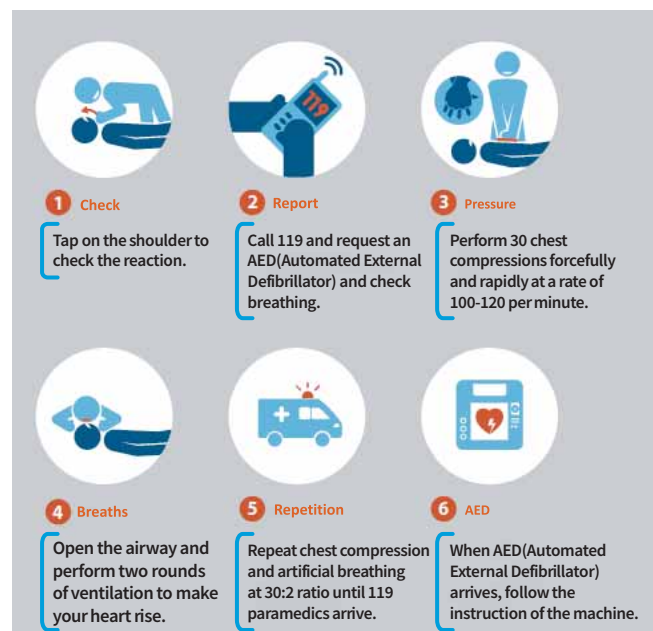 119
1 Check
Tap on the shoulder to
check the reaction.
2 Report
Call 119 and request an
AED(Automated External
Defibrillator) and check
breathing.
3 Pressure
Perform 30 chest
compressions forcefully
and rapidly at a rate of
100-120 per minute.
4 Breaths
Open the airway and
perform two rounds
of ventilation to make
your heart rise.
5 Repetition
Repeat chest compression
and artificial breathing
at 30:2 ratio until 119
paramedics arrive.
6 AED
When AED(Automated
External Defibrillator)
arrives, follow the
instruction of the machine.